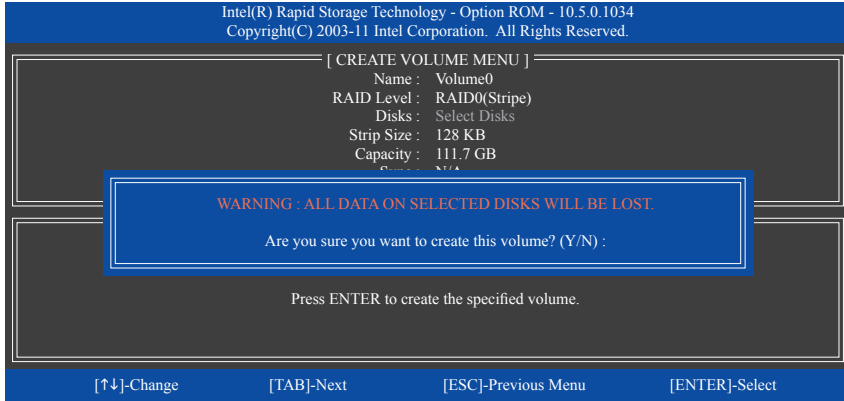 Intel(R) Rapid Storage Technology - Option ROM - 10.5.0.1034
Copyright(C) 2003-11 Intel Corporation. All Rights Reserved.
[ CREATE VOLUME MENU ]
Name : Volume0
RAID Level : RAID0(Stripe)
Disks : Select Disks
Strip Size : 128 KB
Capacity : 111.7 GB
Sync : N/A
WARNING : ALL DATA ON SELECTED DISKS WILL BE LOST.
Are you sure you want to create this volume? (Y/N) :
Press ENTER to create the specified volume.
[↑↓]-Change [TAB]-Next [ESC]-Previous Menu [ENTER]-Select